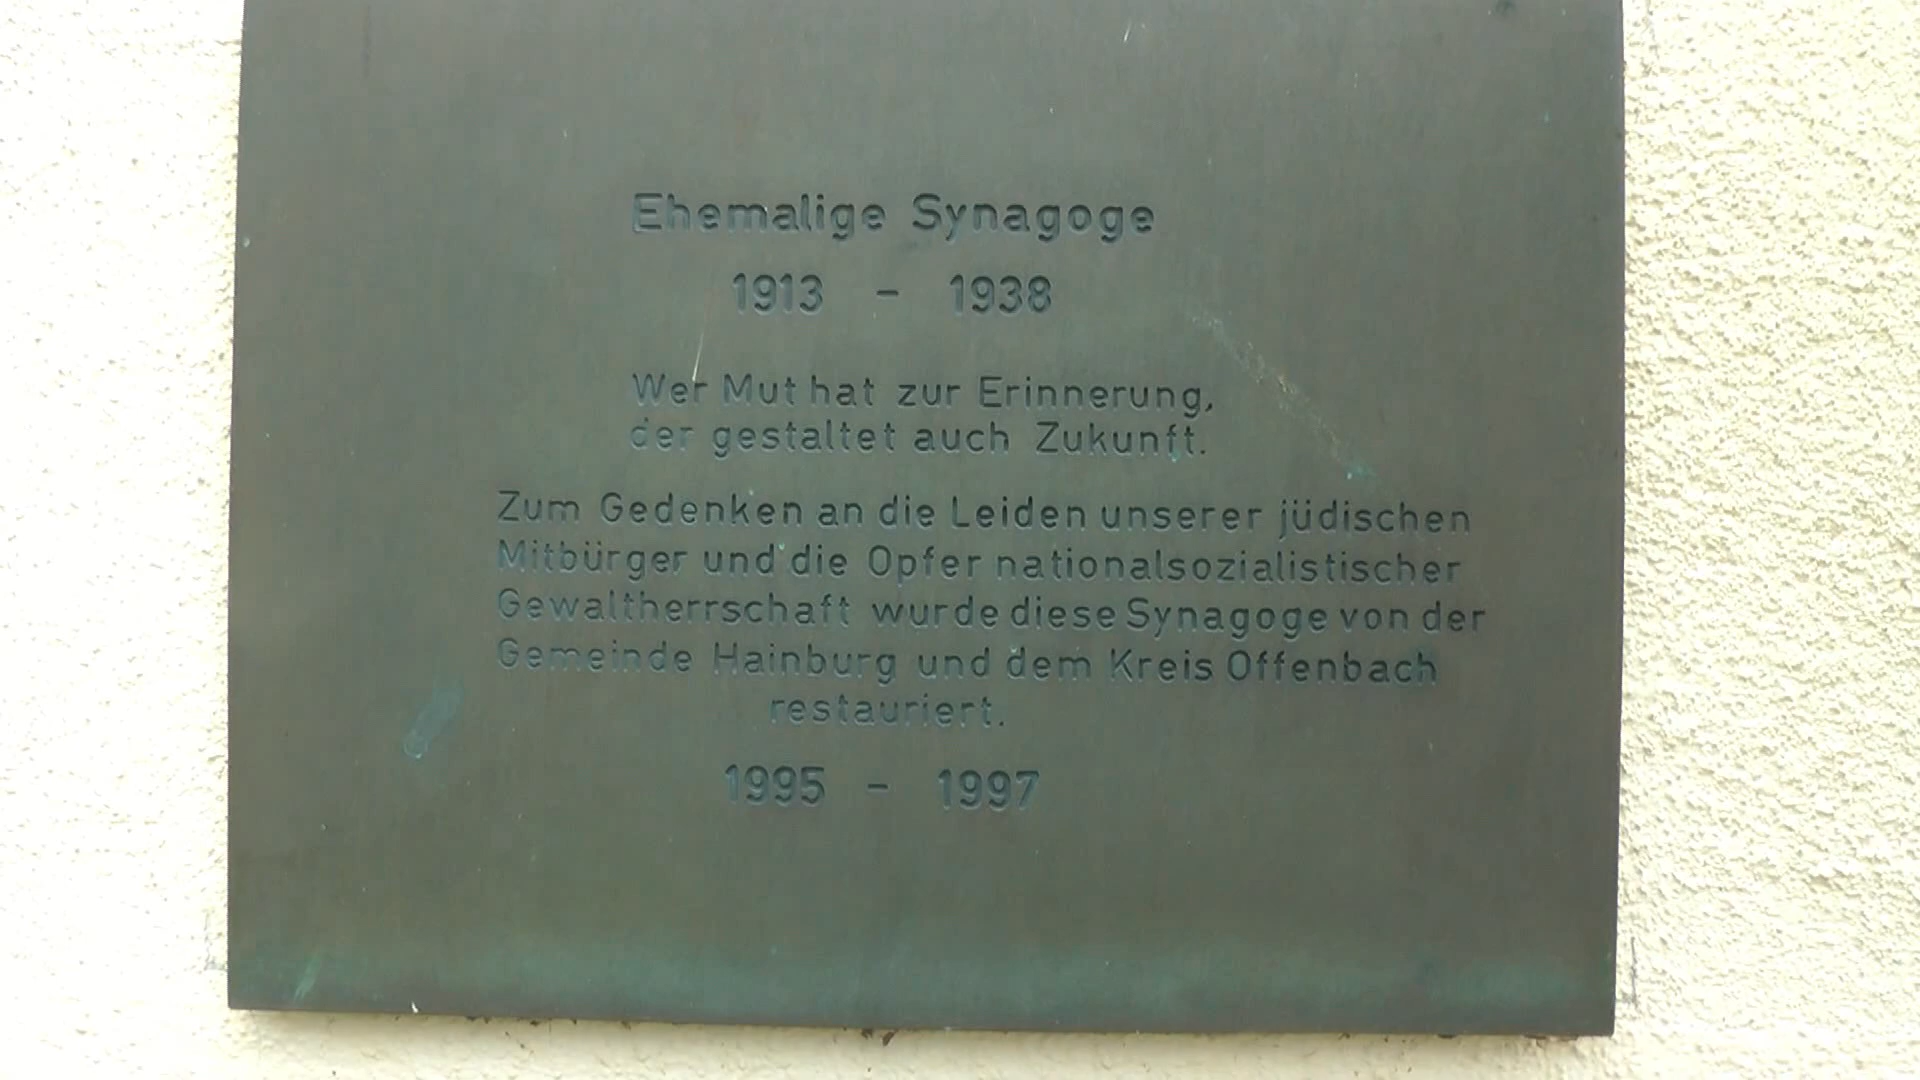 Ehemalige Synagoge
1913 - 1938
Wer Mut hat zur Erinnerung,
der gestaltet auch Zukunft.
Zum Gedenken an die Leiden unserer jüdischen
Mitbürger und die Opfer nationalsozialistischer
Gewaltherrschaft wurde diese Synagoge von der
Gemeinde Hainburg und dem Kreis Offenbach
restauriert.
1995 - 1997